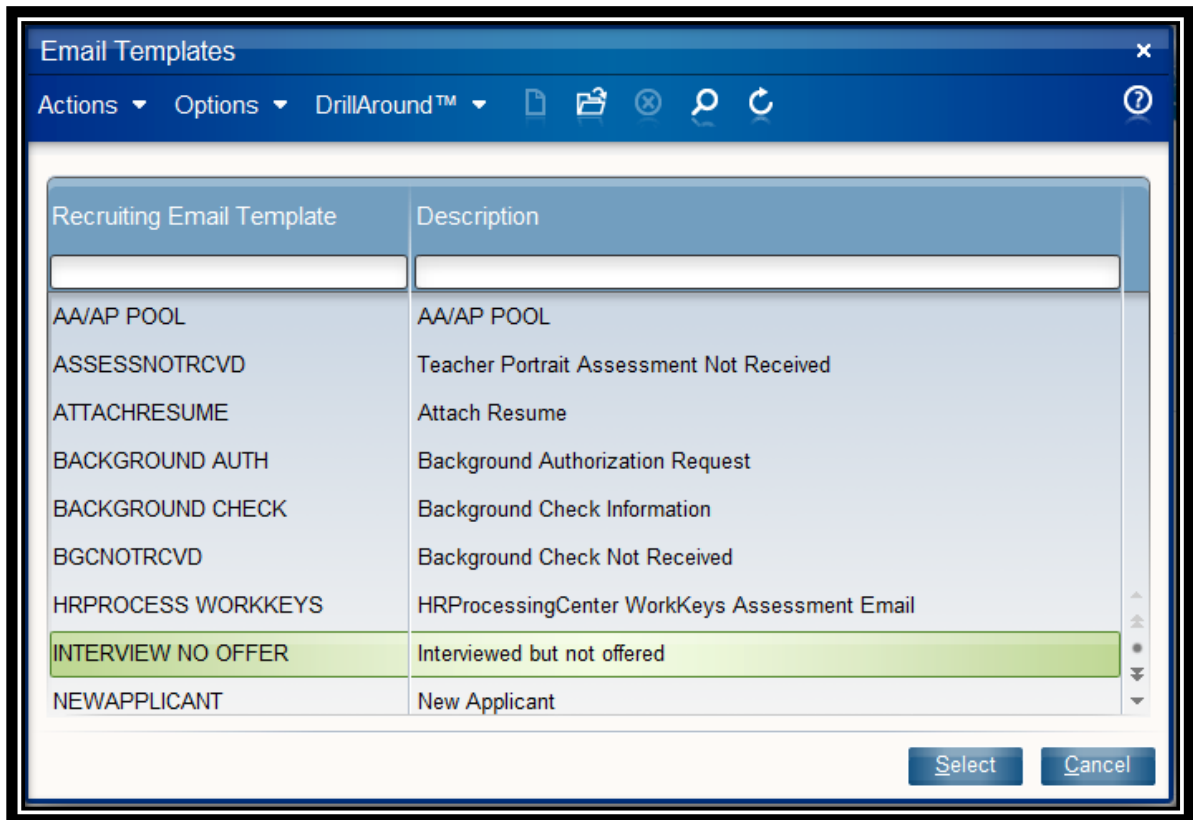 Email Templates
Actions Options DrillAround™
Recruiting Email Template Description
AA/AP POOL AA/AP POOL
ASSESSNOTRCVD Teacher Portrait Assessment Not Received
ATTACHRESUME Attach Resume
BACKGROUND AUTH Background Authorization Request
BACKGROUND CHECK Background Check Information
BGCNOTRCVD Background Check Not Received
HRPROCESS WORKKEYS HRProcessingCenter WorkKeys Assessment Email
INTERVIEW NO OFFER Interviewed but not offered
NEWAPPLICANT New Applicant
Select Cancel